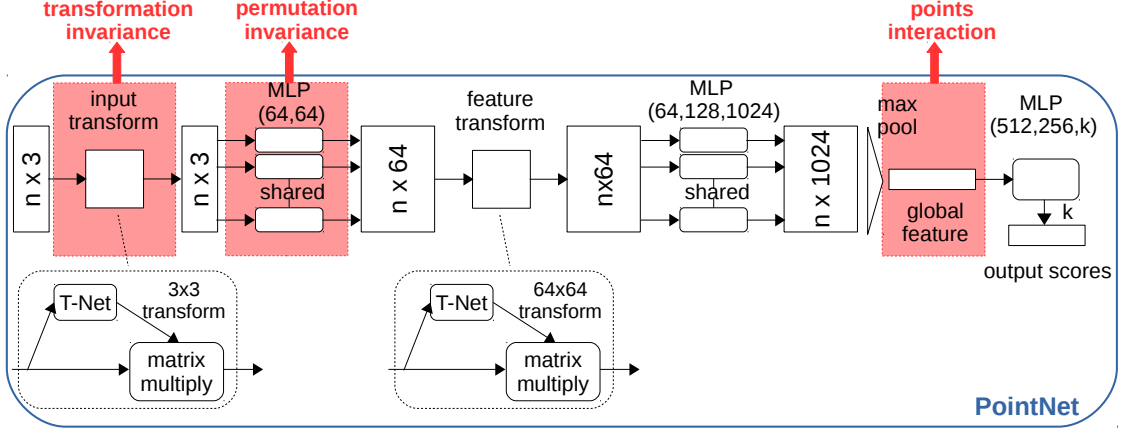 transformation
invariance
permutation
invariance
points
interaction
input
transform
MLP
(64,64)
feature
transform
MLP
(64,128,1024)
max
pool
MLP
(512,256,k)
n x 3
n x 3
shared
n x 64
nx64
shared
n x 1024
global
feature
k
output scores
T-Net
3x3
transform
matrix
multiply
T-Net
64x64
transform
matrix
multiply
PointNet